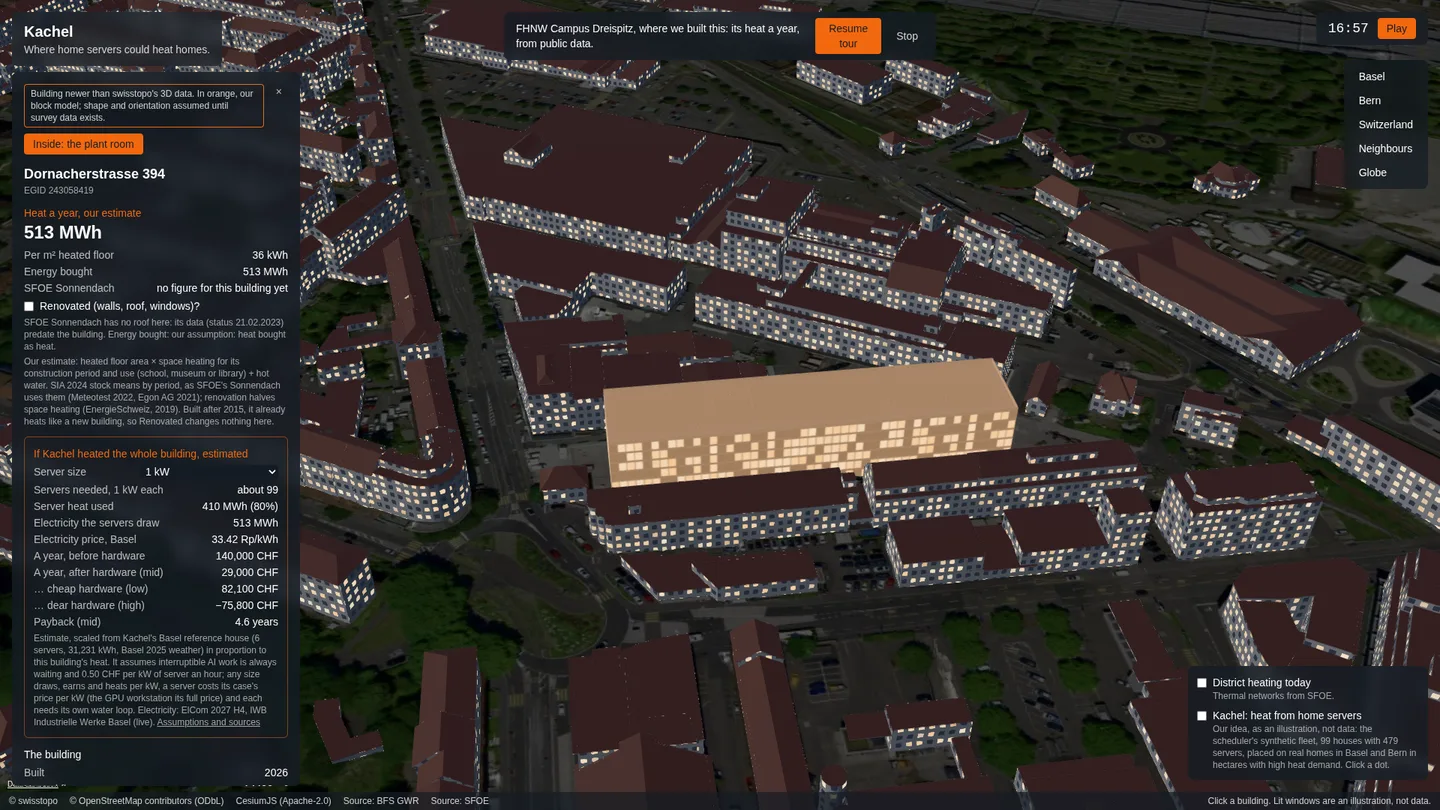 Kachel
Where home servers could heat homes.
FHNW Campus Dreispitz, where we built this: its heat a year,
from public data.
Resume
tour
Stop
16:57
Play
Basel
Bern
Switzerland
Neighbours
Globe
Building newer than swisstopo's 3D data. In orange, our
block model; shape and orientation assumed until
survey data exists.
×
Inside: the plant room
Dornacherstrasse 394
EGID 243058419
Heat a year, our estimate
513 MWh
Per m² heated floor 36 kWh
Energy bought 513 MWh
SFOE Sonnendach no figure for this building yet
Renovated (walls, roof, windows)?
SFOE Sonnendach has no roof here: its data (status 21.02.2023)
predate the building. Energy bought: our assumption: heat bought
as heat.
Our estimate: heated floor area × space heating for its
construction period and use (school, museum or library) + hot
water. SIA 2024 stock means by period, as SFOE's Sonnendach
uses them (Meteotest 2022, Egon AG 2021); renovation halves
space heating (EnergieSchweiz, 2019). Built after 2015, it already
heats like a new building, so Renovated changes nothing here.
If Kachel heated the whole building, estimated
Server size 1 kW
Servers needed, 1 kW each about 99
Server heat used 410 MWh (80%)
Electricity the servers draw 513 MWh
Electricity price, Basel 33.42 Rp/kWh
A year, before hardware 140,000 CHF
A year, after hardware (mid) 29,000 CHF
… cheap hardware (low) 82,100 CHF
… dear hardware (high) −75,800 CHF
Payback (mid) 4.6 years
Estimate, scaled from Kachel's Basel reference house (6
servers, 31,231 kWh, Basel 2025 weather) in proportion to
this building's heat. It assumes interruptible AI work is always
waiting and 0.50 CHF per kW of server an hour; any size
draws, earns and heats per kW, a server costs its case's
price per kW (the GPU workstation its full price) and each
needs its own water loop. Electricity: ElCom 2027 H4, IWB
Industrielle Werke Basel (live). Assumptions and sources
The building
Built 2026
District heating today
Thermal networks from SFOE.
Kachel: heat from home servers
Our idea, as an illustration, not data: the
scheduler's synthetic fleet, 99 houses with 479
servers, placed on real homes in Basel and Bern in
hectares with high heat demand. Click a dot.
© swisstopo © OpenStreetMap contributors (ODbL) CesiumJS (Apache-2.0) Source: BFS GWR Source: SFOE
Click a building. Lit windows are an illustration, not data.